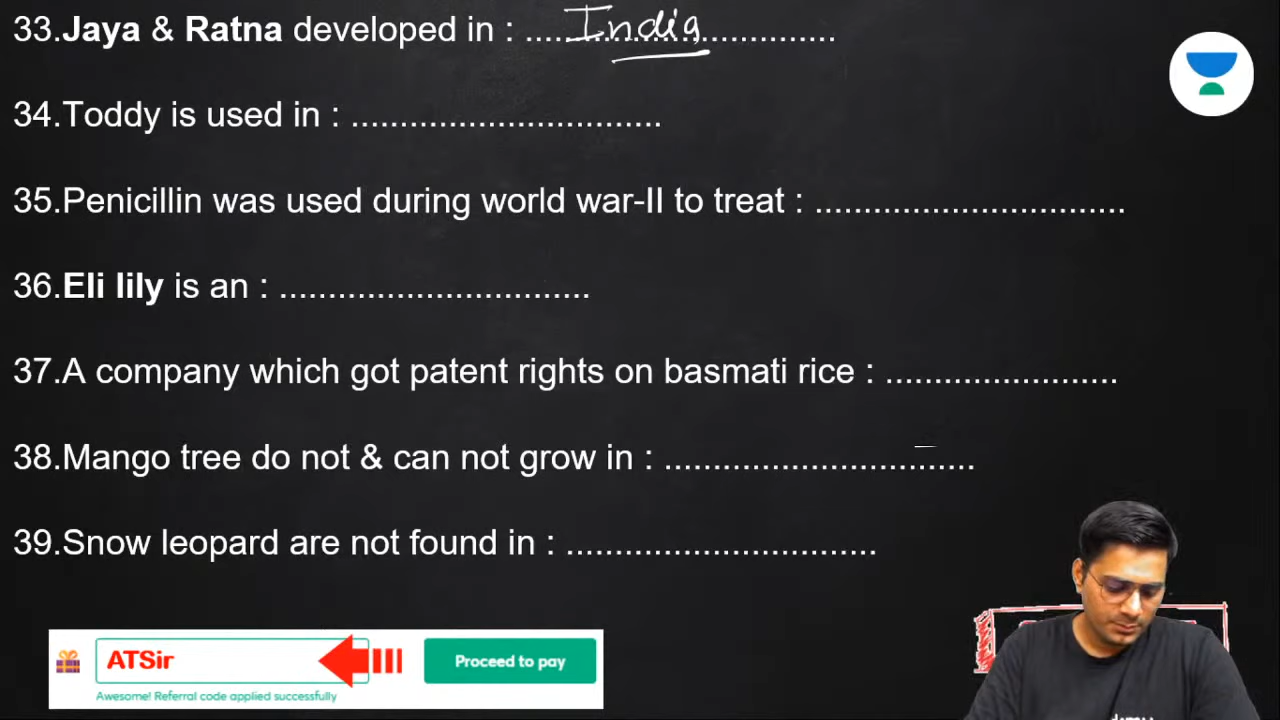 33.Jaya & Ratna developed in : ....India....
34.Toddy is used in : ................................
35.Penicillin was used during world war-II to treat : ................................
36.Eli lily is an : ................................
37.A company which got patent rights on basmati rice : ........................
38.Mango tree do not & can not grow in : ................................
39.Snow leopard are not found in : ................................
ATSir
Proceed to pay
Awesome! Referral code applied successfully